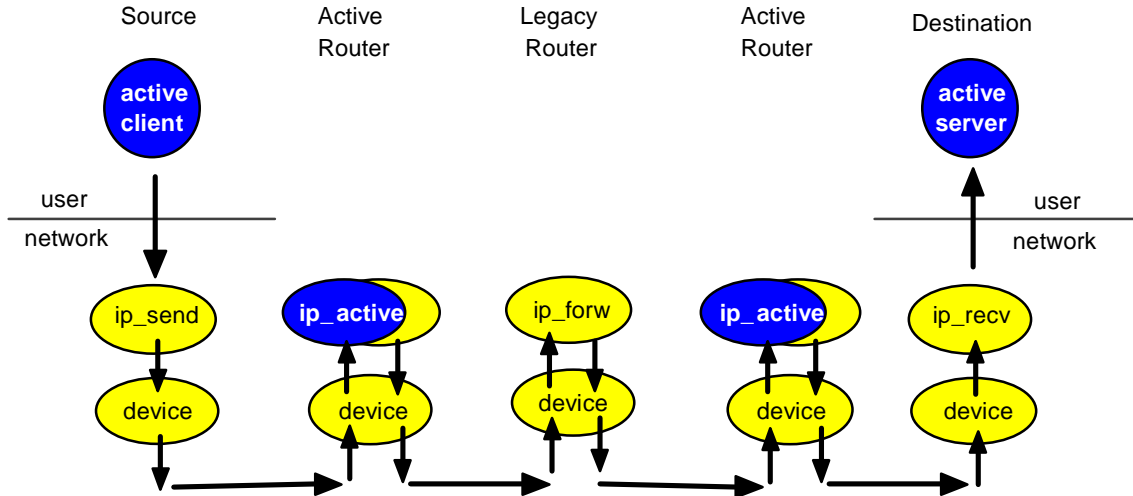 Source
Active
Router
Legacy
Router
Active
Router
Destination
active
client
active
server
user
network
user
network
ip_send
ip_active
ip_forw
ip_active
ip_recv
device
device
device
device
device